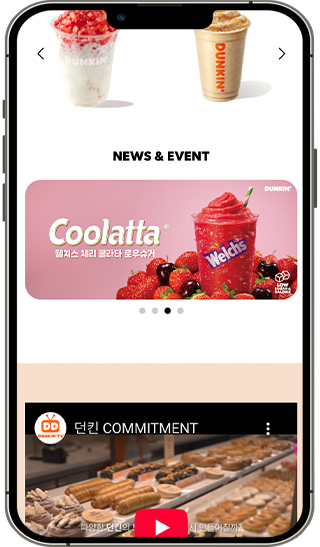 DUNKIN'
DUNKIN'
NEWS & EVENT
DUNKIN'
Coolatta
웰치스 체리 쿨라타 로우슈거
Welch's
LOW
DD
DUNKIN'TV
던킨 COMMITMENT
다양한 던킨의
서 만들어질까?